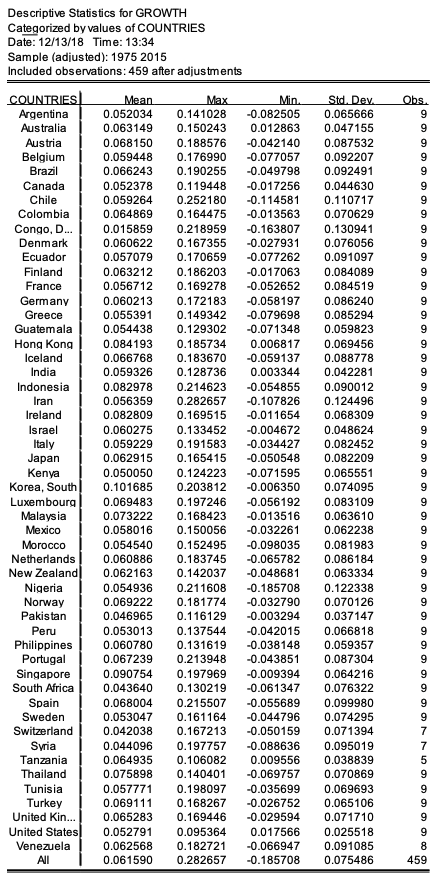 Descriptive Statistics for GROWTH
Categorized by values of COUNTRIES
Date: 12/13/18 Time: 13:34
Sample (adjusted): 1975 2015
Included observations: 459 after adjustments
COUNTRIES Mean Max Min. Std. Dev. Obs.
Argentina 0.052034 0.141028 -0.082505 0.065666 9
Australia 0.063149 0.150243 0.012863 0.047155 9
Austria 0.068150 0.188576 -0.042140 0.087532 9
Belgium 0.059448 0.176990 -0.077057 0.092207 9
Brazil 0.066243 0.190255 -0.049798 0.092491 9
Canada 0.052378 0.119448 -0.017256 0.044630 9
Chile 0.059264 0.252180 -0.114581 0.110717 9
Colombia 0.064869 0.164475 -0.013563 0.070629 9
Congo, D... 0.015859 0.218959 -0.163807 0.130941 9
Denmark 0.060622 0.167355 -0.027931 0.076056 9
Ecuador 0.057079 0.170659 -0.077262 0.091097 9
Finland 0.063212 0.186203 -0.017063 0.084089 9
France 0.056712 0.169278 -0.052652 0.084519 9
Germany 0.060213 0.172183 -0.058197 0.086240 9
Greece 0.055391 0.149342 -0.079698 0.085294 9
Guatemala 0.054438 0.129302 -0.071348 0.059823 9
Hong Kong 0.084193 0.185734 0.006817 0.069456 9
Iceland 0.066768 0.183670 -0.059137 0.088778 9
India 0.059326 0.128736 0.003344 0.042281 9
Indonesia 0.082978 0.214623 -0.054855 0.090012 9
Iran 0.056359 0.282657 -0.107826 0.124496 9
Ireland 0.082809 0.169515 -0.011654 0.068309 9
Israel 0.060275 0.133452 -0.004672 0.048624 9
Italy 0.059229 0.191583 -0.034427 0.082452 9
Japan 0.062915 0.165415 -0.050548 0.082209 9
Kenya 0.050050 0.124223 -0.071595 0.065551 9
Korea, South 0.101685 0.203812 -0.006350 0.074095 9
Luxembourg 0.069483 0.197246 -0.056192 0.083109 9
Malaysia 0.073222 0.168423 -0.013516 0.063610 9
Mexico 0.058016 0.150056 -0.032261 0.062238 9
Morocco 0.054540 0.152495 -0.098035 0.081983 9
Netherlands 0.060886 0.183745 -0.065782 0.086184 9
New Zealand 0.062163 0.142037 -0.048681 0.063334 9
Nigeria 0.054936 0.211608 -0.185708 0.122338 9
Norway 0.069222 0.181774 -0.032790 0.070126 9
Pakistan 0.046965 0.116129 -0.003294 0.037147 9
Peru 0.053013 0.137544 -0.042015 0.066818 9
Philippines 0.060780 0.131619 -0.038148 0.059357 9
Portugal 0.067239 0.213948 -0.043851 0.087304 9
Singapore 0.090754 0.197969 -0.009394 0.064216 9
South Africa 0.043640 0.130219 -0.061347 0.076322 9
Spain 0.068004 0.215507 -0.055689 0.099980 9
Sweden 0.053047 0.161164 -0.044796 0.074295 9
Switzerland 0.042038 0.167213 -0.050159 0.071394 7
Syria 0.044096 0.197757 -0.088636 0.095019 7
Tanzania 0.064935 0.106082 0.009556 0.038839 5
Thailand 0.075898 0.140401 -0.069757 0.070869 9
Tunisia 0.057771 0.198097 -0.035699 0.069693 9
Turkey 0.069111 0.168267 -0.026752 0.065106 9
United Kin... 0.065283 0.169446 -0.029594 0.071710 9
United States 0.052791 0.095364 0.017566 0.025518 9
Venezuela 0.062568 0.182721 -0.066947 0.091085 8
All 0.061590 0.282657 -0.185708 0.075486 459